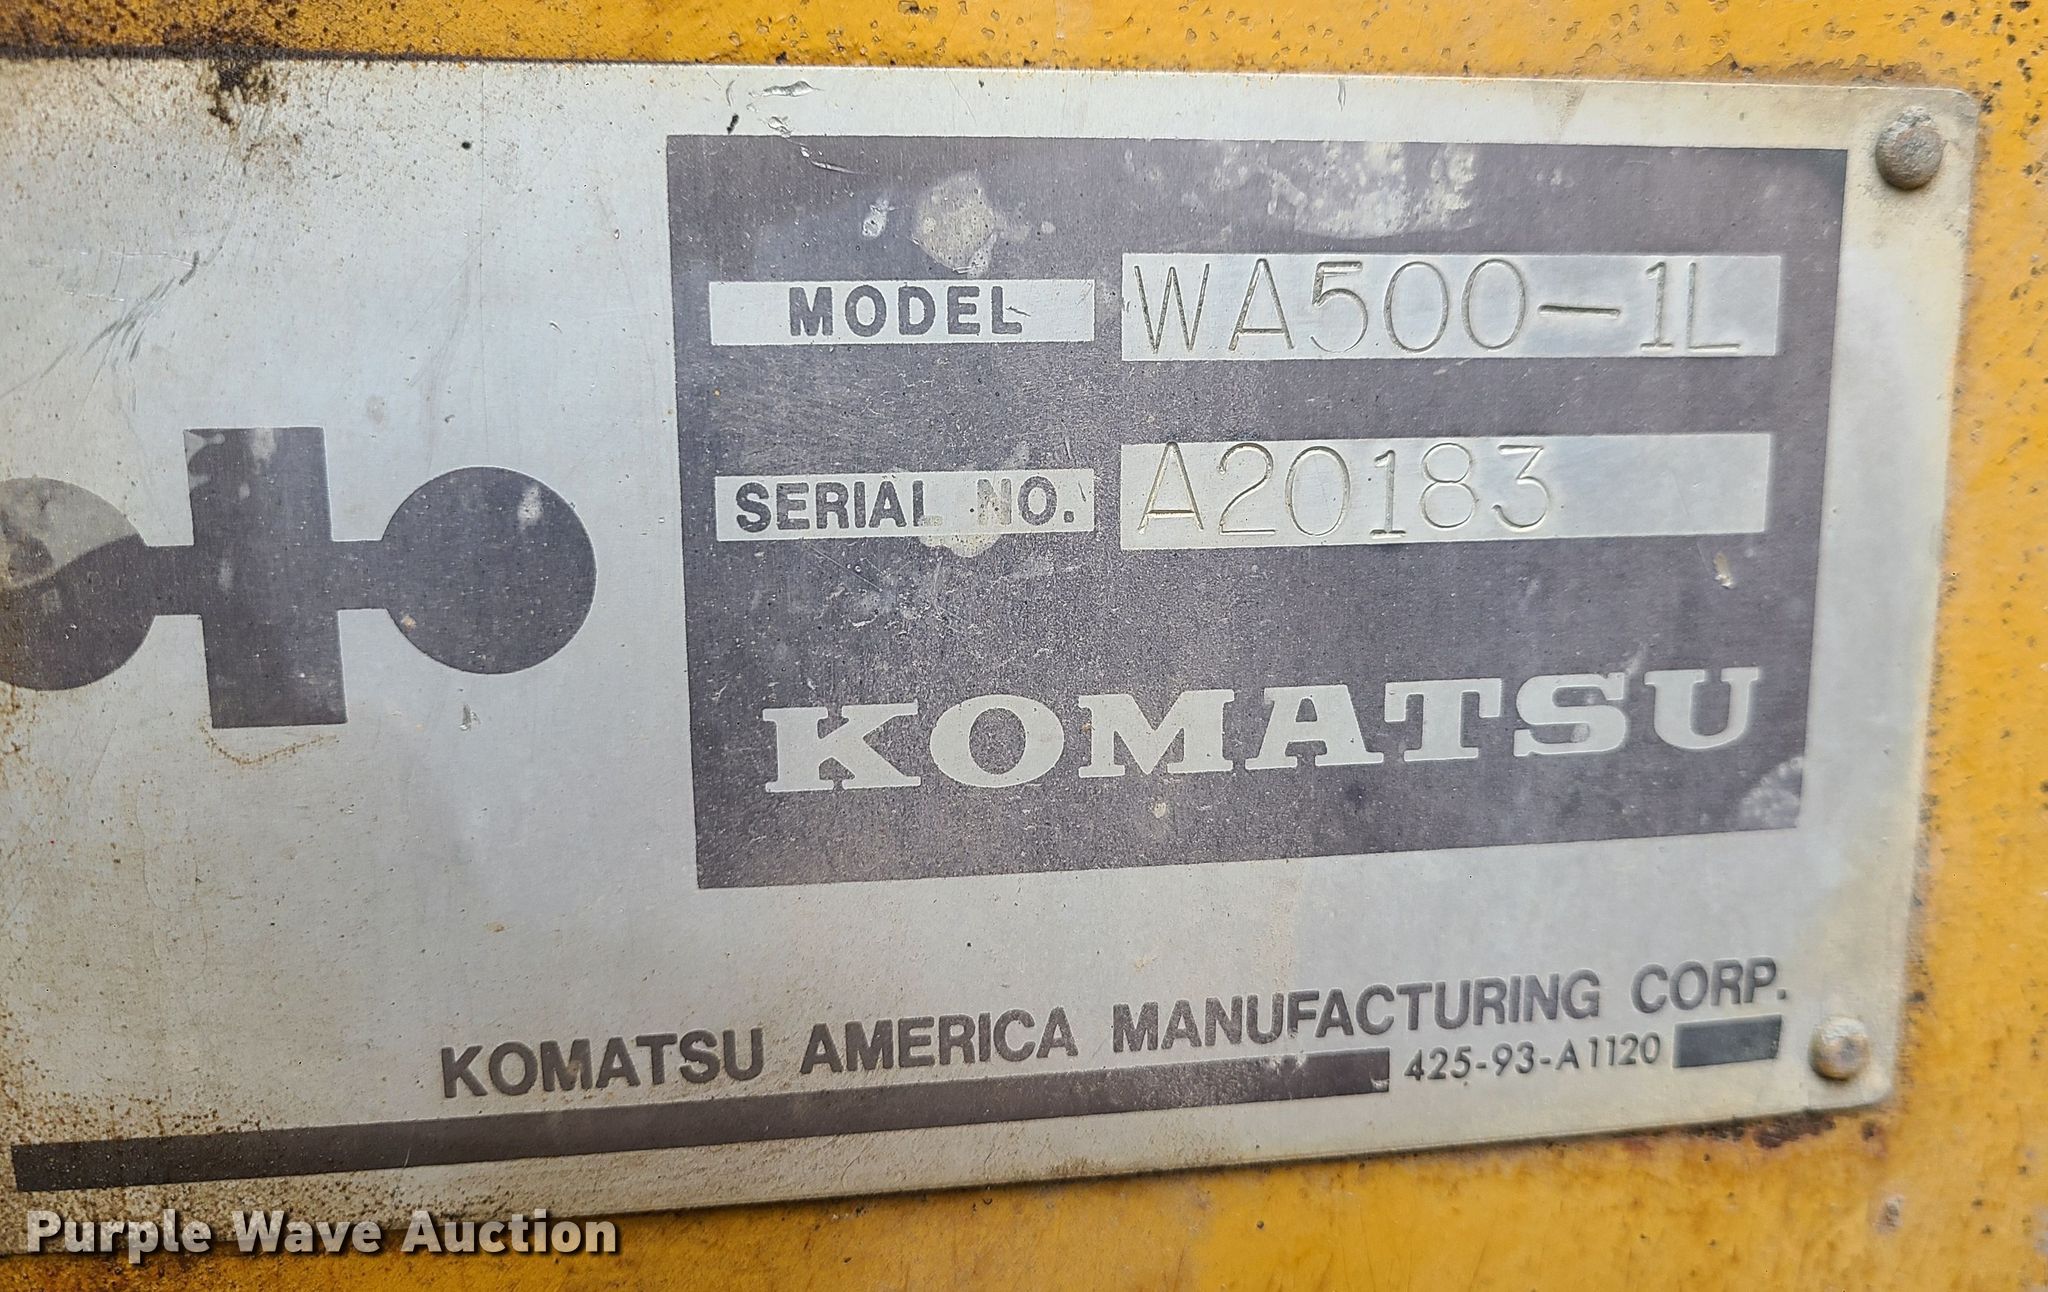 MODEL WA500-1L
SERIAL NO. A20183
KOMATSU
KOMATSU AMERICA MANUFACTURING CORP.
425-93-A1120
Purple Wave Auction